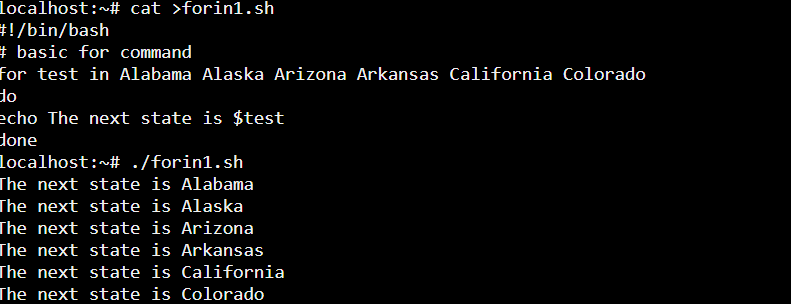 localhost:~# cat >forin1.sh
#!/bin/bash
# basic for command
for test in Alabama Alaska Arizona Arkansas California Colorado
do
echo The next state is $test
done
localhost:~# ./forin1.sh
The next state is Alabama
The next state is Alaska
The next state is Arizona
The next state is Arkansas
The next state is California
The next state is Colorado